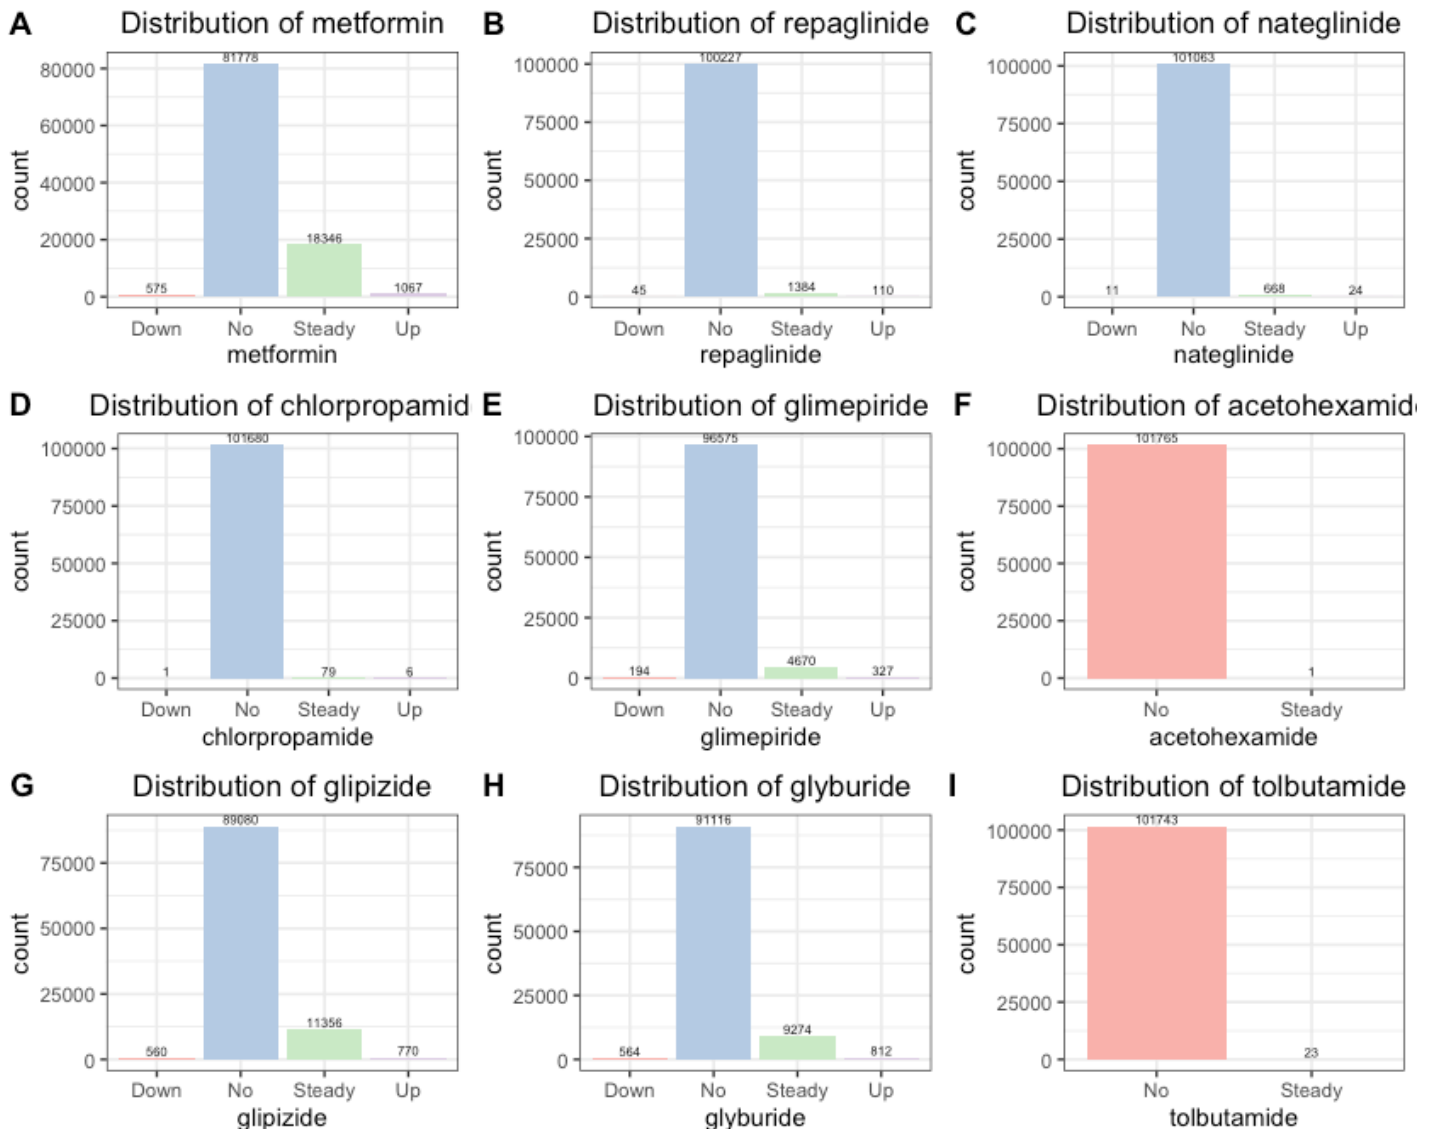 A Distribution of metformin
81778
80000
60000
40000
20000
0
count
575
18346
1067
Down No Steady Up
metformin
B Distribution of repaglinide
100227
100000
75000
50000
25000
0
count
45
1384
110
Down No Steady Up
repaglinide
C Distribution of nateglinide
101063
100000
75000
50000
25000
0
count
11
668
24
Down No Steady Up
nateglinide
D Distribution of chlorpropamid
101680
100000
75000
50000
25000
0
count
1
79
6
Down No Steady Up
chlorpropamide
E Distribution of glimepiride
96575
100000
75000
50000
25000
0
count
194
4670
327
Down No Steady Up
glimepiride
F Distribution of acetohexamid
101765
100000
75000
50000
25000
0
count
1
No Steady
acetohexamide
G Distribution of glipizide
89080
75000
50000
25000
0
count
560
11356
770
Down No Steady Up
glipizide
H Distribution of glyburide
91116
75000
50000
25000
0
count
564
9274
812
Down No Steady Up
glyburide
I Distribution of tolbutamide
101743
100000
75000
50000
25000
0
count
23
No Steady
tolbutamide